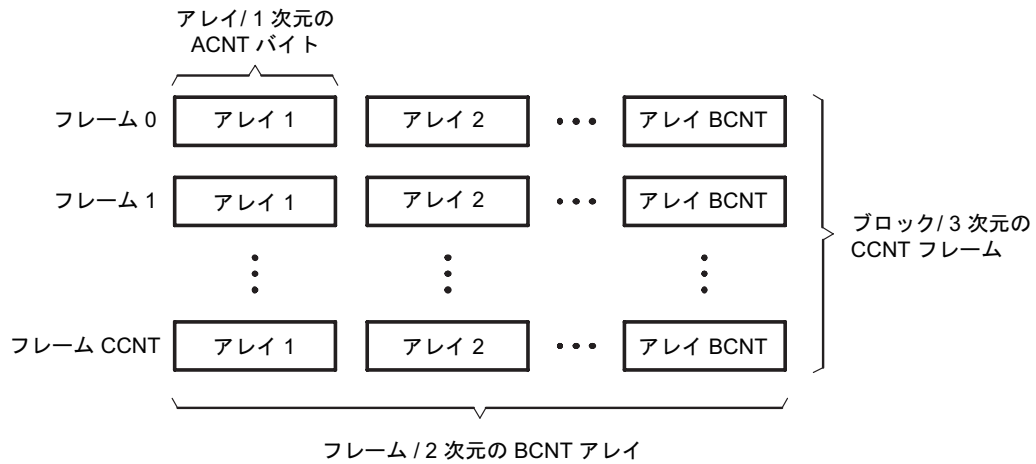 アレイ/ 1 次元の
ACNT バイト
フレーム 0
アレイ 1
アレイ 2
アレイ BCNT
フレーム 1
アレイ 1
アレイ 2
アレイ BCNT
ブロック/ 3 次元の
CCNT フレーム
フレーム CCNT
アレイ 1
アレイ 2
アレイ BCNT
フレーム / 2 次元の BCNT アレイ